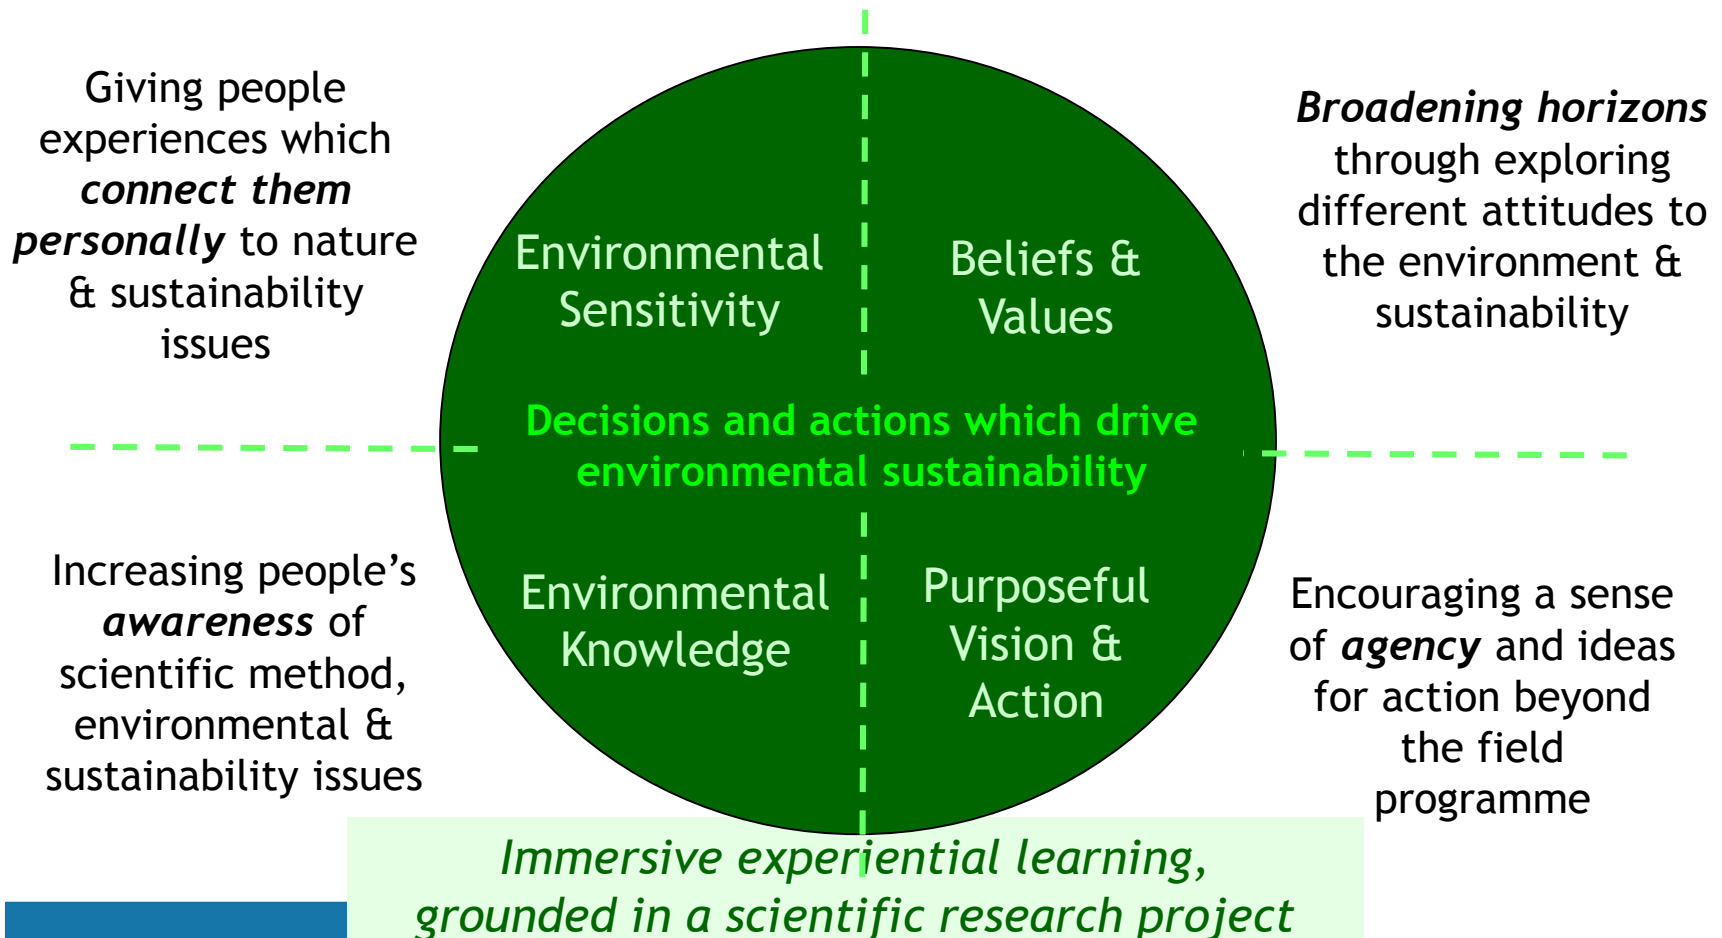 Giving people
experiences which
connect them
personally to nature
& sustainability
issues
Broadening horizons
through exploring
different attitudes to
the environment &
sustainability
Environmental
Sensitivity
Beliefs &
Values
Decisions and actions which drive
environmental sustainability
Increasing people’s
awareness of
scientific method,
environmental &
sustainability issues
Environmental
Knowledge
Purposeful
Vision &
Action
Encouraging a sense
of agency and ideas
for action beyond
the field
programme
Immersive experiential learning,
grounded in a scientific research project